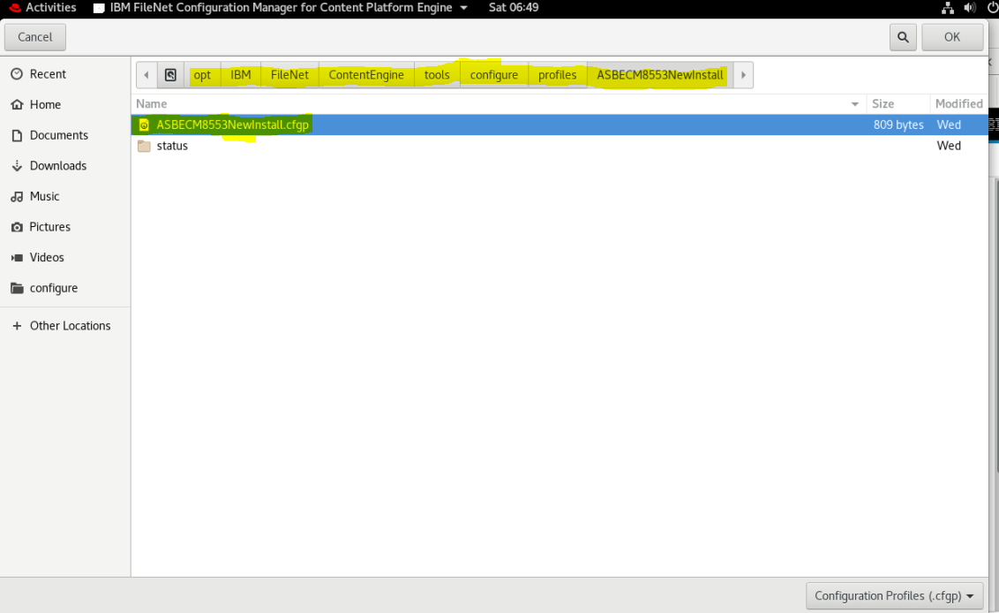 Activities IBM FileNet Configuration Manager for Content Platform Engine Sat 06:49
Cancel OK
Recent
Home
Documents
Downloads
Music
Pictures
Videos
configure
Other Locations
opt IBM FileNet ContentEngine tools configure profiles ASBECM8553NewInstall
Name Size Modified
ASBECM8553NewInstall.cfgp 809 bytes Wed
status Wed
Configuration Profiles (.cfgp)